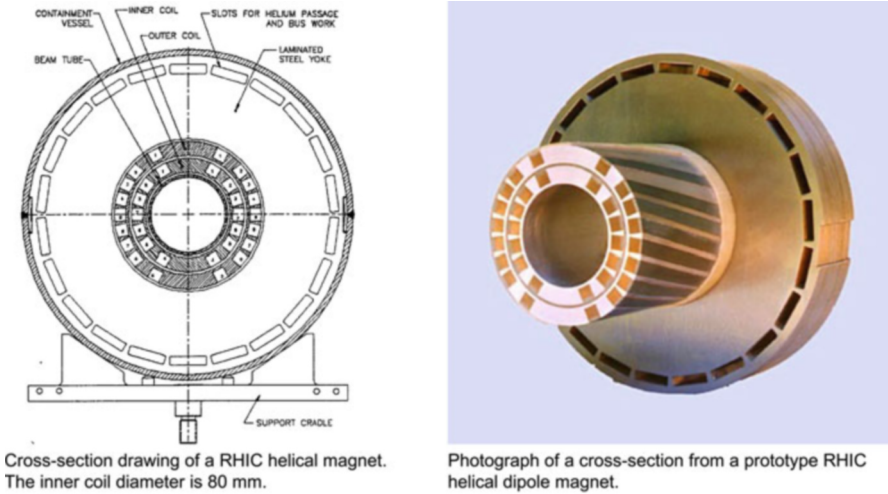 CONTAINMENT
VESSEL
INNER COIL
OUTER COIL
BEAM TUBE
SLOTS FOR HELIUM PASSAGE
AND BUS WORK
LAMINATED
STEEL YOKE
SUPPORT CRADLE
Cross-section drawing of a RHIC helical magnet.
The inner coil diameter is 80 mm.
Photograph of a cross-section from a prototype RHIC
helical dipole magnet.